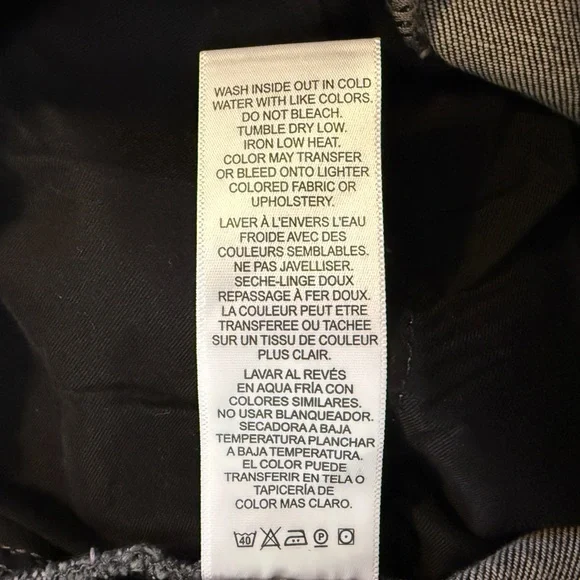 WASH INSIDE OUT IN COLD
WATER WITH LIKE COLORS.
DO NOT BLEACH.
TUMBLE DRY LOW.
IRON LOW HEAT.
COLOR MAY TRANSFER
OR BLEED ONTO LIGHTER
COLORED FABRIC OR
UPHOLSTERY.
LAVER À L'ENVERS L'EAU
FROIDE AVEC DES
COULEURS SEMBLABLES.
NE PAS JAVELLISER.
SECHE-LINGE DOUX
REPASSAGE À FER DOUX.
LA COULEUR PEUT ETRE
TRANSFEREE OU TACHEE
SUR UN TISSU DE COULEUR
PLUS CLAIR.
LAVAR AL REVÉS
EN AQUA FRÍA CON
COLORES SIMILARES.
NO USAR BLANQUEADOR.
SECADORA A BAJA
TEMPERATURA PLANCHAR
A BAJA TEMPERATURA.
EL COLOR PUEDE
TRANSFERIR EN TELA O
TAPICERÍA DE
COLOR MAS CLARO.
40 P